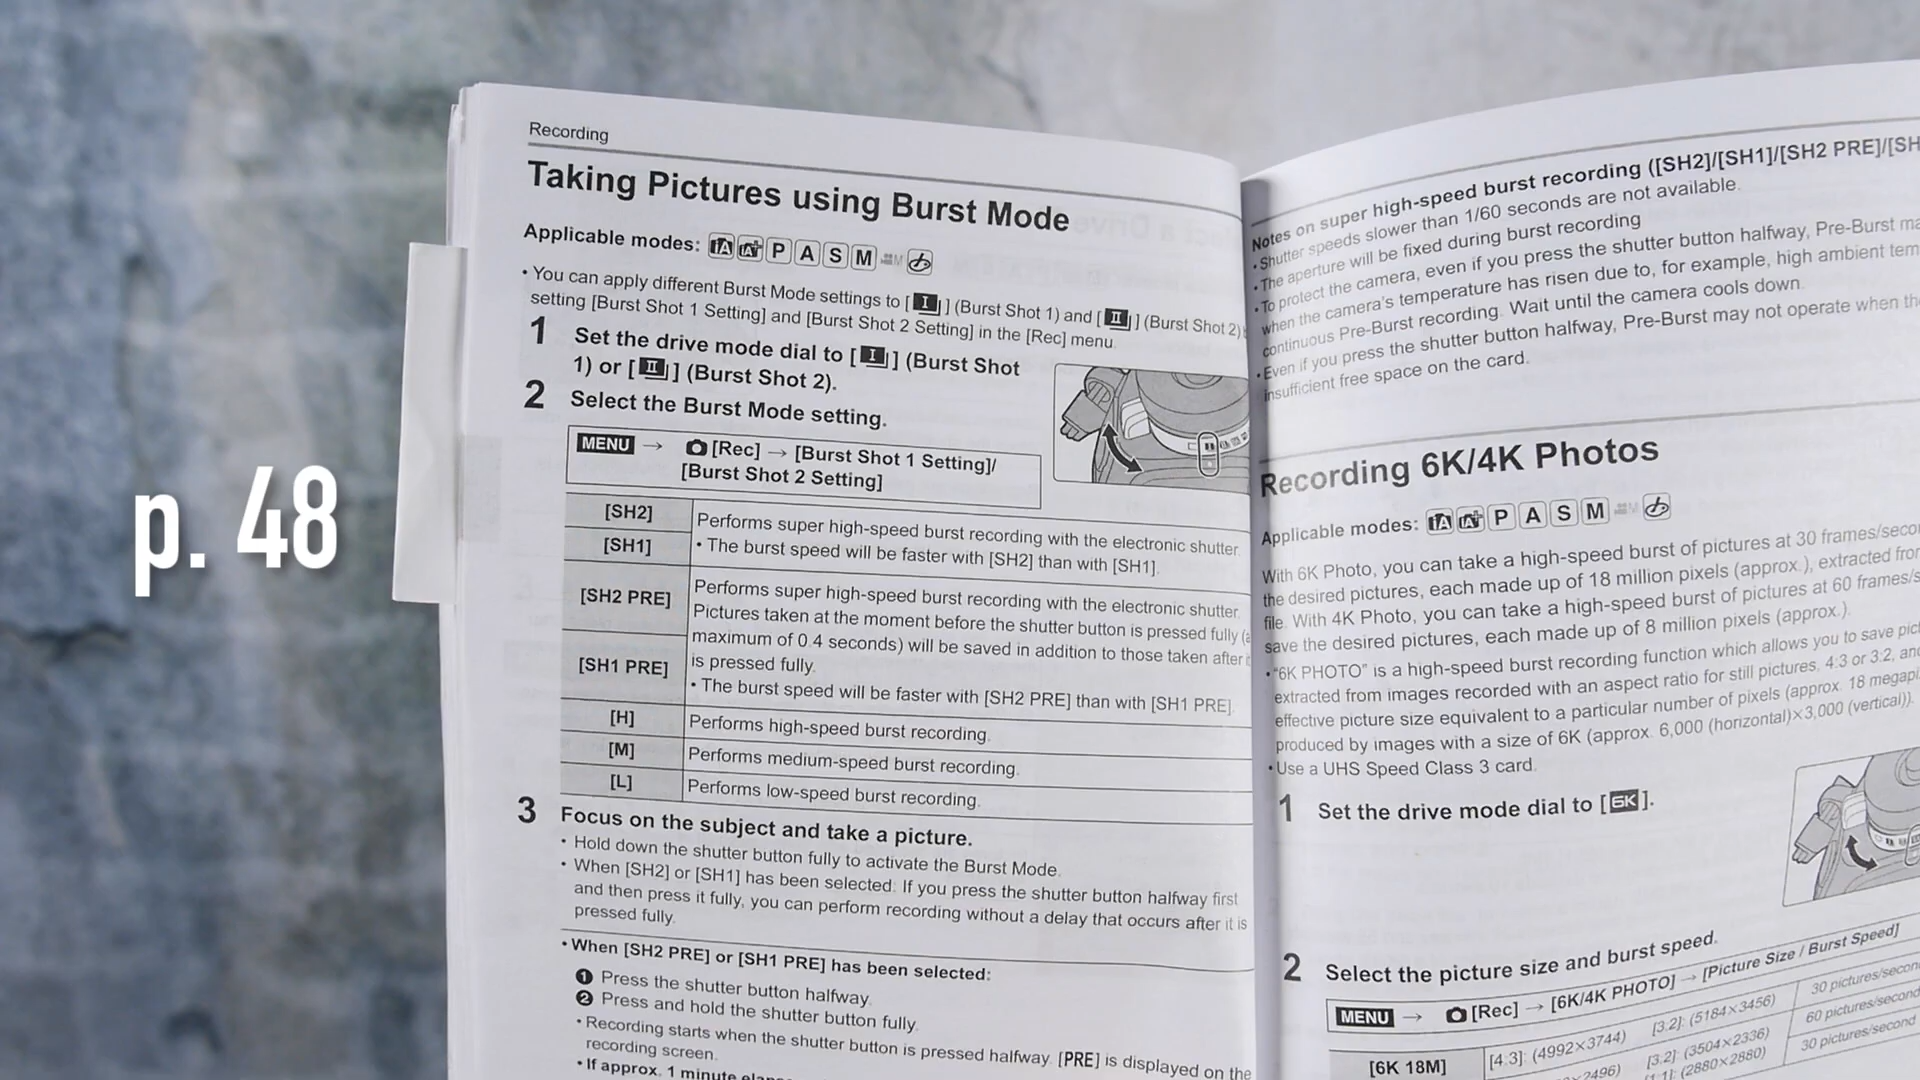 p. 48
Recording
Taking Pictures using Burst Mode
Applicable modes: iA iA+ P A S M
• You can apply different Burst Mode settings to [I] (Burst Shot 1) and [II] (Burst Shot 2)
setting [Burst Shot 1 Setting] and [Burst Shot 2 Setting] in the [Rec] menu.
1 Set the drive mode dial to [I] (Burst Shot
1) or [II] (Burst Shot 2).
2 Select the Burst Mode setting.
MENU → [Rec] → [Burst Shot 1 Setting]/
[Burst Shot 2 Setting]
[SH2]
[SH1]
Performs super high-speed burst recording with the electronic shutter.
• The burst speed will be faster with [SH2] than with [SH1].
[SH2 PRE]
[SH1 PRE]
Performs super high-speed burst recording with the electronic shutter.
Pictures taken at the moment before the shutter button is pressed fully (a
maximum of 0.4 seconds) will be saved in addition to those taken after
is pressed fully.
• The burst speed will be faster with [SH2 PRE] than with [SH1 PRE].
[H] Performs high-speed burst recording.
[M] Performs medium-speed burst recording.
[L] Performs low-speed burst recording.
3 Focus on the subject and take a picture.
• Hold down the shutter button fully to activate the Burst Mode.
• When [SH2] or [SH1] has been selected: If you press the shutter button halfway first
and then press it fully, you can perform recording without a delay that occurs after it is
pressed fully.
• When [SH2 PRE] or [SH1 PRE] has been selected:
❶ Press the shutter button halfway.
❷ Press and hold the shutter button fully.
• Recording starts when the shutter button is pressed halfway. [PRE] is displayed on the
recording screen.
• If approx. 1 minute
Notes on super high-speed burst recording ([SH2]/[SH1]/[SH2 PRE]/[SH
• Shutter speeds slower than 1/60 seconds are not available.
• The aperture will be fixed during burst recording
• To protect the camera, even if you press the shutter button halfway, Pre-Burst
when the camera's temperature has risen due to, for example, high ambient
continuous Pre-Burst recording. Wait until the camera cools down.
• Even if you press the shutter button halfway, Pre-Burst may not operate when
insufficient free space on the card.
Recording 6K/4K Photos
Applicable modes: iA iA+ P A S M
With 6K Photo, you can take a high-speed burst of pictures at 30 frames/
the desired pictures, each made up of 18 million pixels (approx.), extracted
file. With 4K Photo, you can take a high-speed burst of pictures at 60 frames/s
save the desired pictures, each made up of 8 million pixels (approx.).
• "6K PHOTO" is a high-speed burst recording function which allows you to save
extracted from images recorded with an aspect ratio for still pictures, 4:3 or 3:2,
effective picture size equivalent to a particular number of pixels (approx. 18
produced by images with a size of 6K (approx. 6,000 (horizontal)×3,000 (vertical)).
• Use a UHS Speed Class 3 card.
1 Set the drive mode dial to [6K].
2 Select the picture size and burst speed.
MENU → [Rec] → [6K/4K PHOTO] → [Picture Size / Burst Speed]
[6K 18M] [4:3]: (4992×3744) [3:2]: (5184×3456) 30 pictures/second
[3:2]: (3504×2336) 60 pictures/second
×2496) [1:1]: (2880×2880) 30 pictures/second